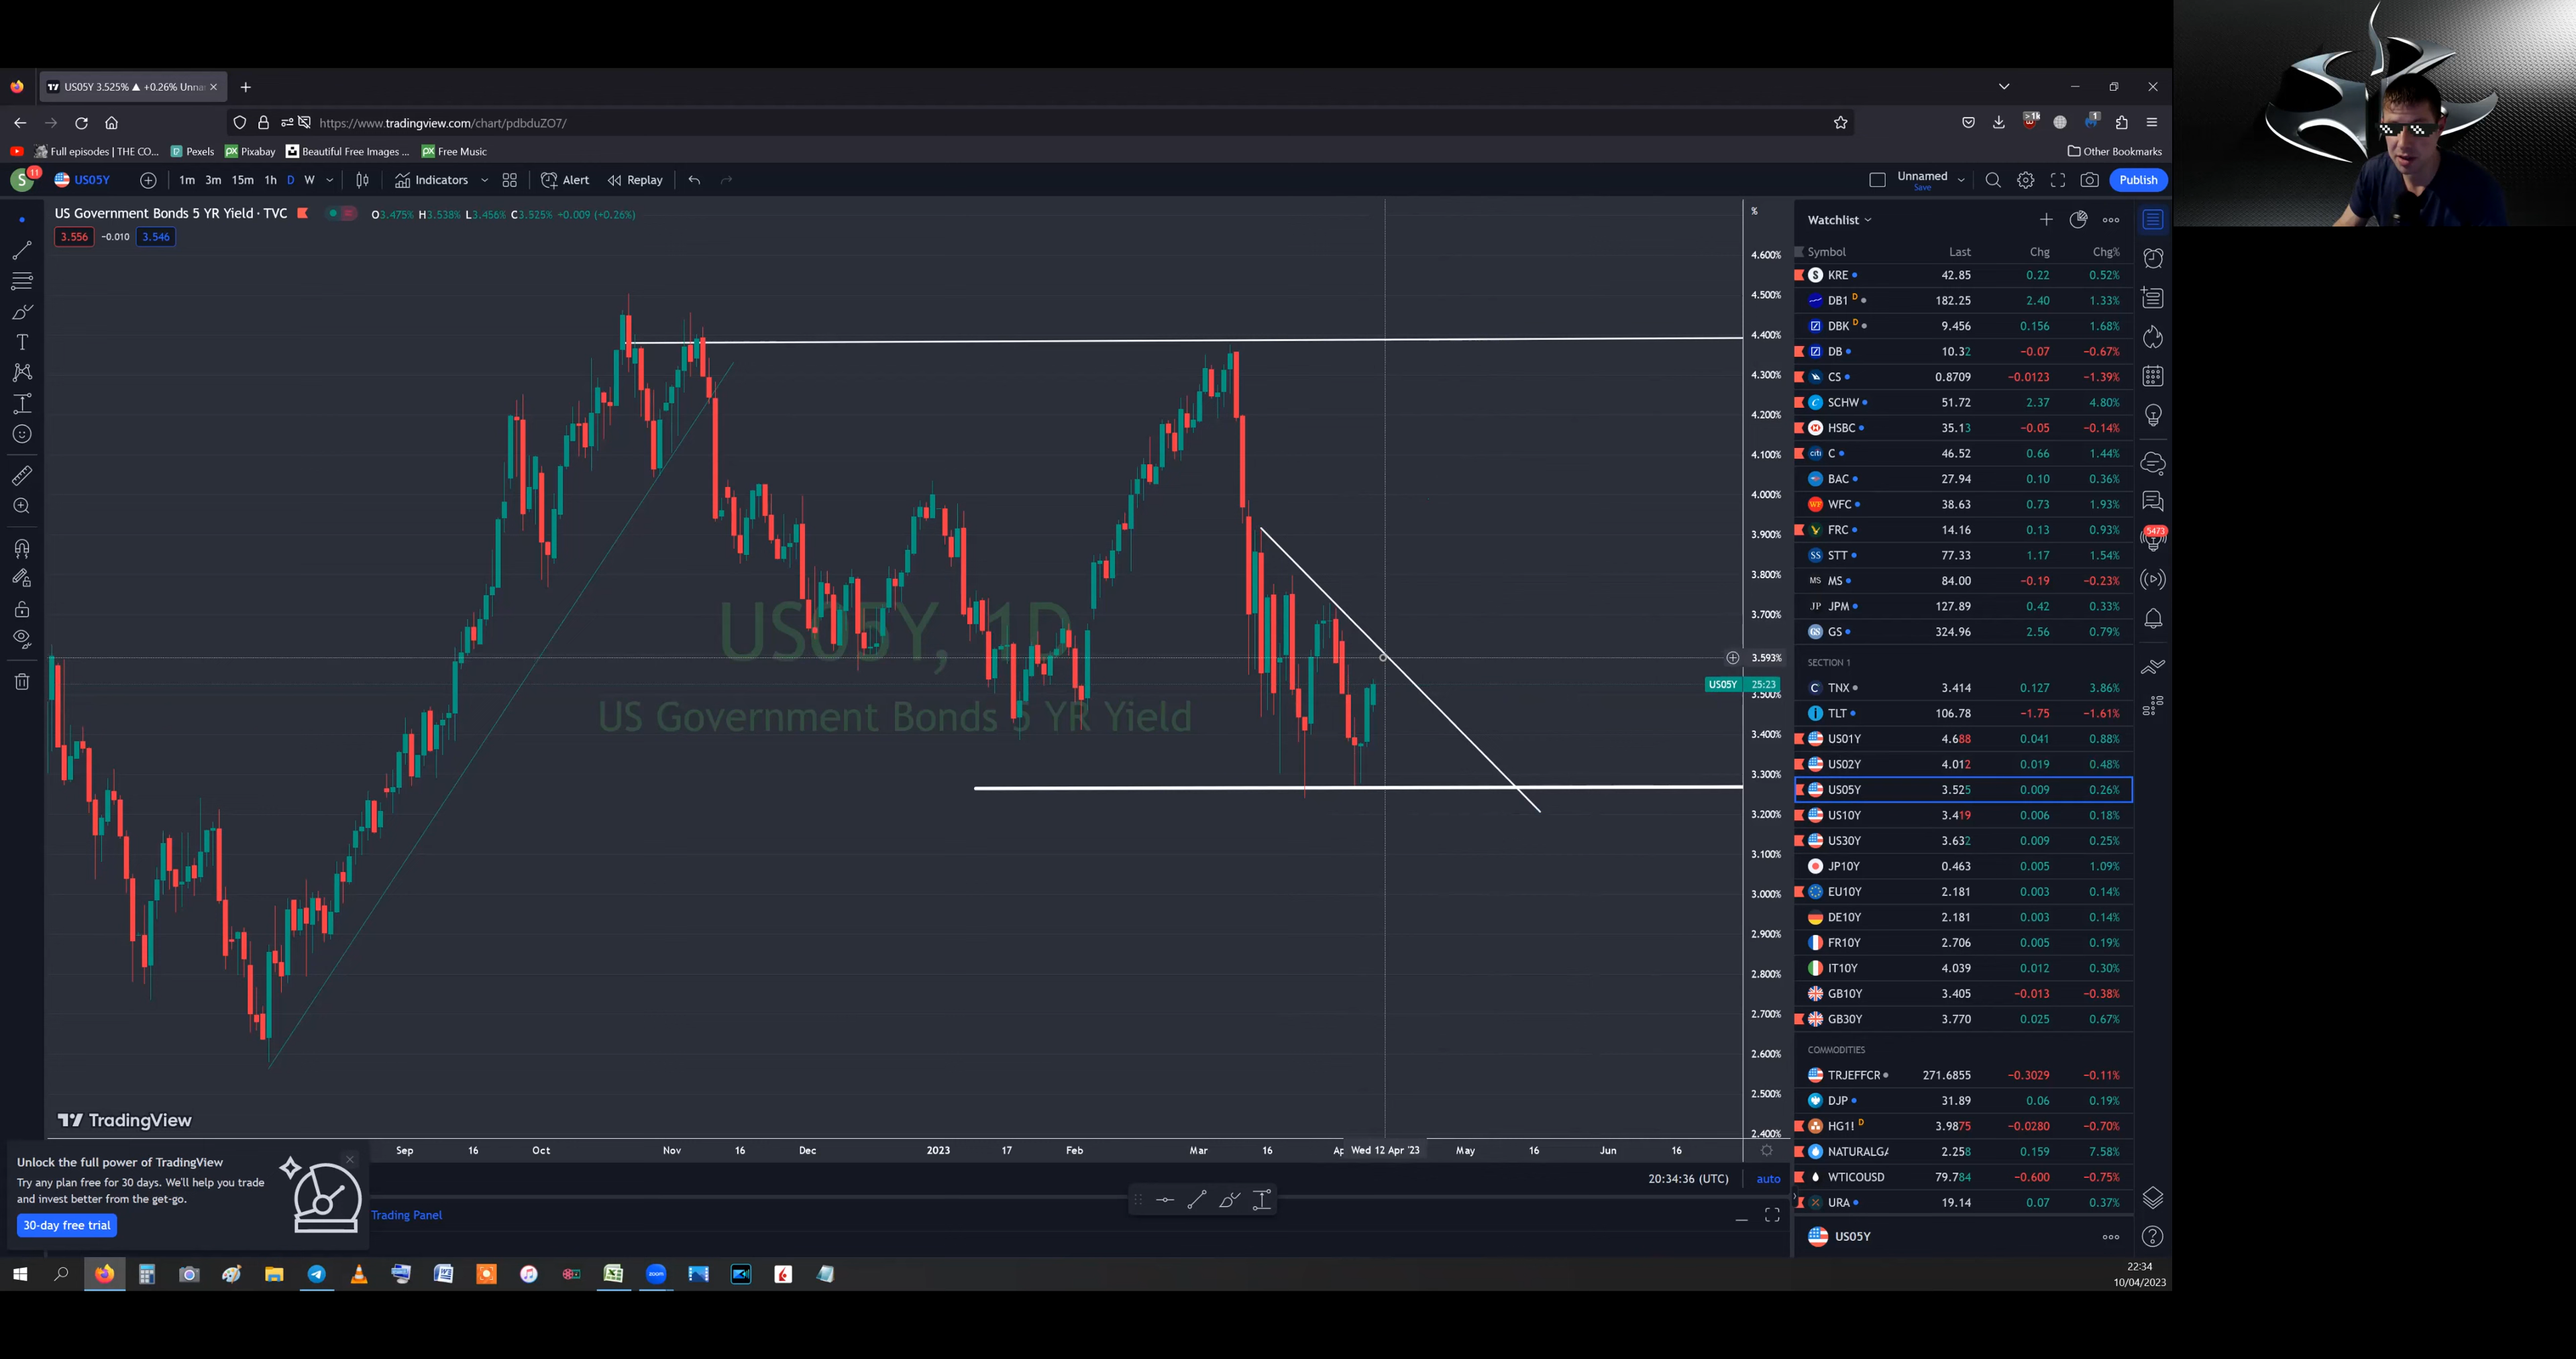 US05Y 3.525% ▲ +0.26% Unna
https://www.tradingview.com/chart/pdbduZO7/
>1k
1
Full episodes | THE CO... Pexels Pixabay Beautiful Free Images ... Free Music
Other Bookmarks
S 11 US05Y 1m 3m 15m 1h D W Indicators Alert Replay
Unnamed
Save
Publish
US Government Bonds 5 YR Yield · TVC O3.475% H3.538% L3.456% C3.525% +0.009 (+0.26%)
3.556 −0.010 3.546
%
4.600%
4.500%
4.400%
4.300%
4.200%
4.100%
4.000%
3.900%
3.800%
3.700%
3.593%
US05Y 25:23
3.500%
3.400%
3.300%
3.200%
3.100%
3.000%
2.900%
2.800%
2.700%
2.600%
2.500%
2.400%
US05Y, 1D
US Government Bonds 5 YR Yield
TradingView
Sep 16 Oct Nov 16 Dec 2023 17 Feb Mar 16 Ap Wed 12 Apr '23 May 16 Jun 16
20:34:36 (UTC) auto
Unlock the full power of TradingView
Try any plan free for 30 days. We'll help you trade
and invest better from the get-go.
30-day free trial
Trading Panel
Watchlist
Symbol Last Chg Chg%
KRE 42.85 0.22 0.52%
DB1 D 182.25 2.40 1.33%
DBK D 9.456 0.156 1.68%
DB 10.32 −0.07 −0.67%
CS 0.8709 −0.0123 −1.39%
SCHW 51.72 2.37 4.80%
HSBC 35.13 −0.05 −0.14%
citi C 46.52 0.66 1.44%
BAC 27.94 0.10 0.36%
WF WFC 38.63 0.73 1.93%
FRC 14.16 0.13 0.93%
SS STT 77.33 1.17 1.54%
MS MS 84.00 −0.19 −0.23%
JP JPM 127.89 0.42 0.33%
GS GS 324.96 2.56 0.79%
SECTION 1
C TNX 3.414 0.127 3.86%
TLT 106.78 −1.75 −1.61%
US01Y 4.688 0.041 0.88%
US02Y 4.012 0.019 0.48%
US05Y 3.525 0.009 0.26%
US10Y 3.419 0.006 0.18%
US30Y 3.632 0.009 0.25%
JP10Y 0.463 0.005 1.09%
EU10Y 2.181 0.003 0.14%
DE10Y 2.181 0.003 0.14%
FR10Y 2.706 0.005 0.19%
IT10Y 4.039 0.012 0.30%
GB10Y 3.405 −0.013 −0.38%
GB30Y 3.770 0.025 0.67%
COMMODITIES
TRJEFFCR 271.6855 −0.3029 −0.11%
DJP 31.89 0.06 0.19%
HG1! D 3.9875 −0.0280 −0.70%
NATURALGA 2.258 0.159 7.58%
WTICOUSD 79.784 −0.600 −0.75%
URA 19.14 0.07 0.37%
US05Y
5473
zoom
22:34
10/04/2023